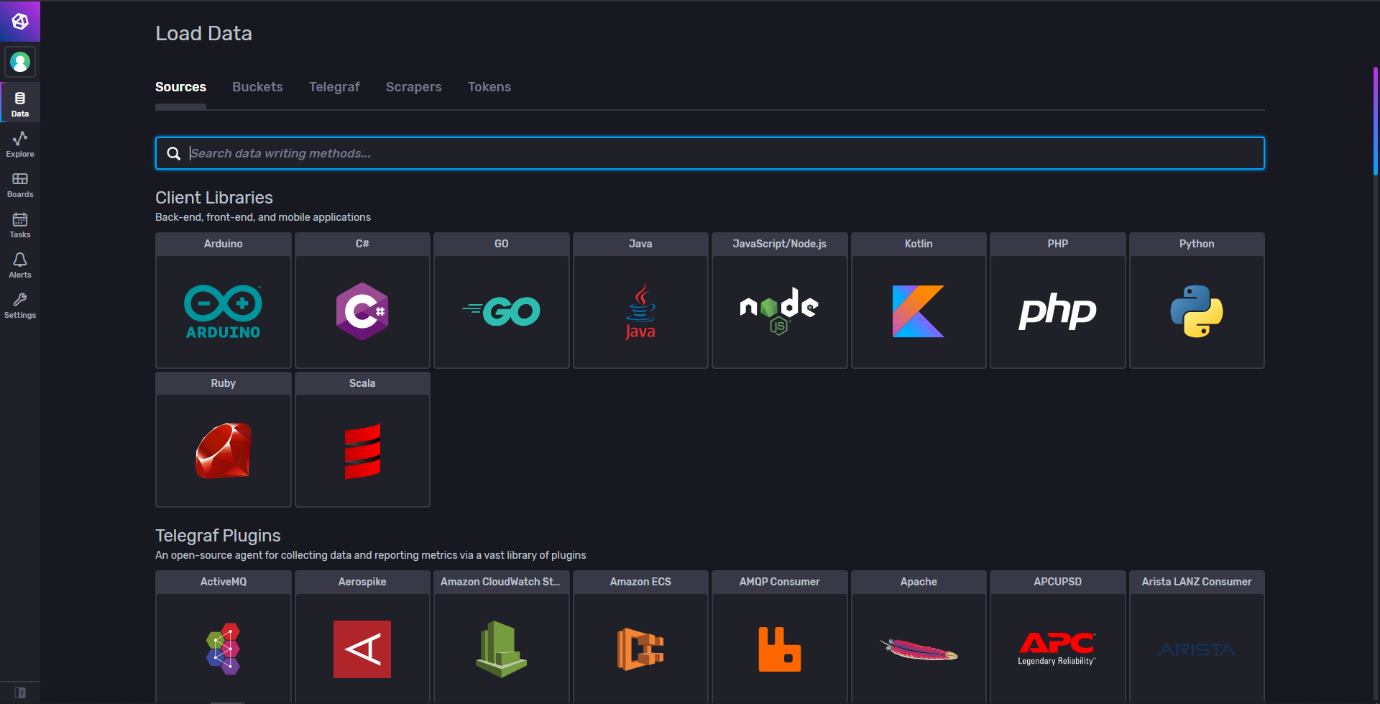 Load Data
Data
Explore
Boards
Tasks
Alerts
Settings
Sources Buckets Telegraf Scrapers Tokens
Search data writing methods...
Client Libraries
Back-end, front-end, and mobile applications
Arduino C# GO Java JavaScript/Node.js Kotlin PHP Python
ARDUINO C# GO Java node JS php
Ruby Scala
Telegraf Plugins
An open-source agent for collecting data and reporting metrics via a vast library of plugins
ActiveMQ Aerospike Amazon CloudWatch St... Amazon ECS AMQP Consumer Apache APCUPSD Arista LANZ Consumer
APC ARISTA
Legendary Reliability™